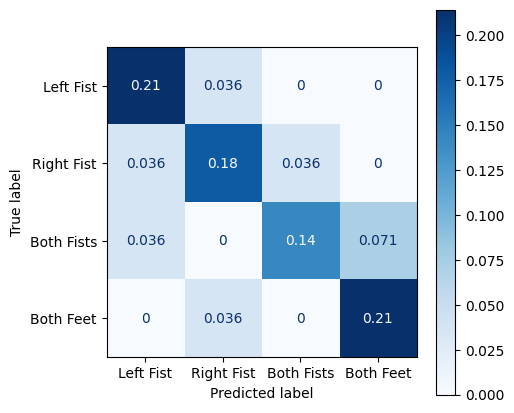 True label
Left Fist 0.21 0.036 0 0
Right Fist 0.036 0.18 0.036 0
Both Fists 0.036 0 0.14 0.071
Both Feet 0 0.036 0 0.21
Left Fist Right Fist Both Fists Both Feet
Predicted label
0.200
0.175
0.150
0.125
0.100
0.075
0.050
0.025
0.000